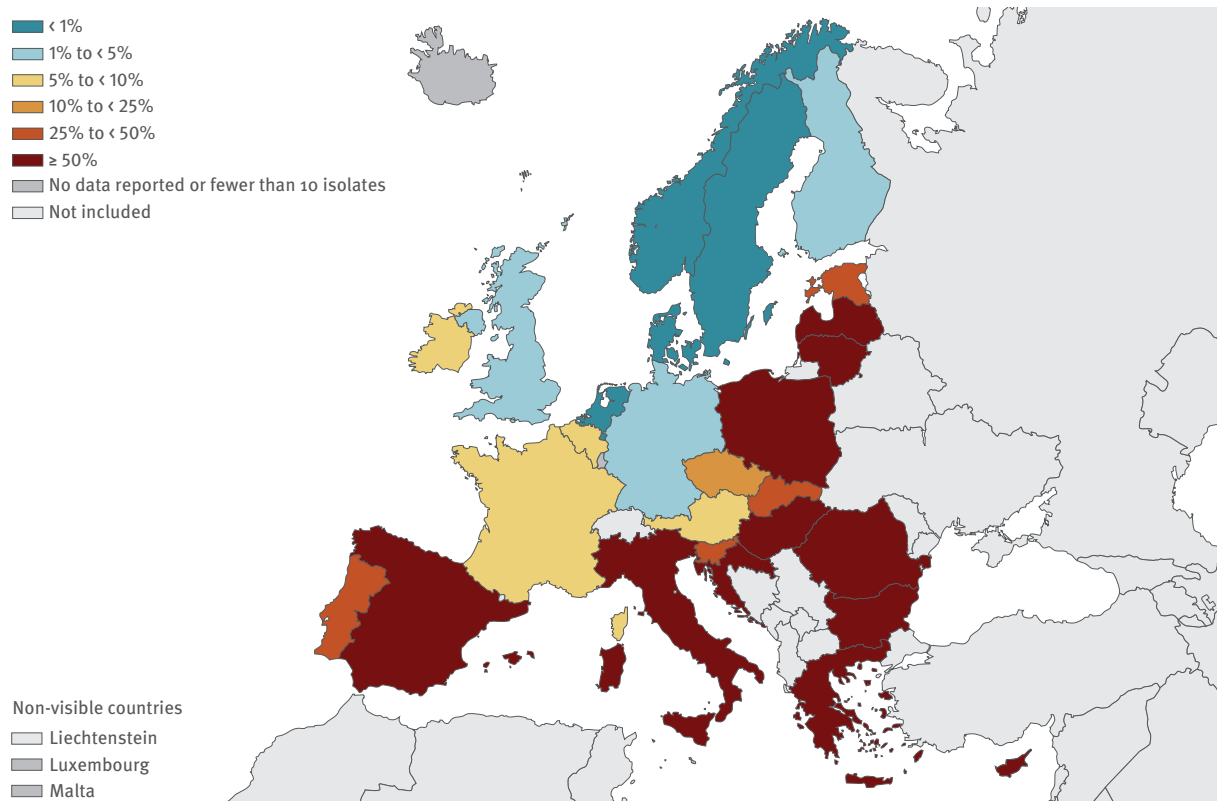 < 1%
1% to < 5%
5% to < 10%
10% to < 25%
25% to < 50%
≥ 50%
No data reported or fewer than 10 isolates
Not included
Non-visible countries
Liechtenstein
Luxembourg
Malta